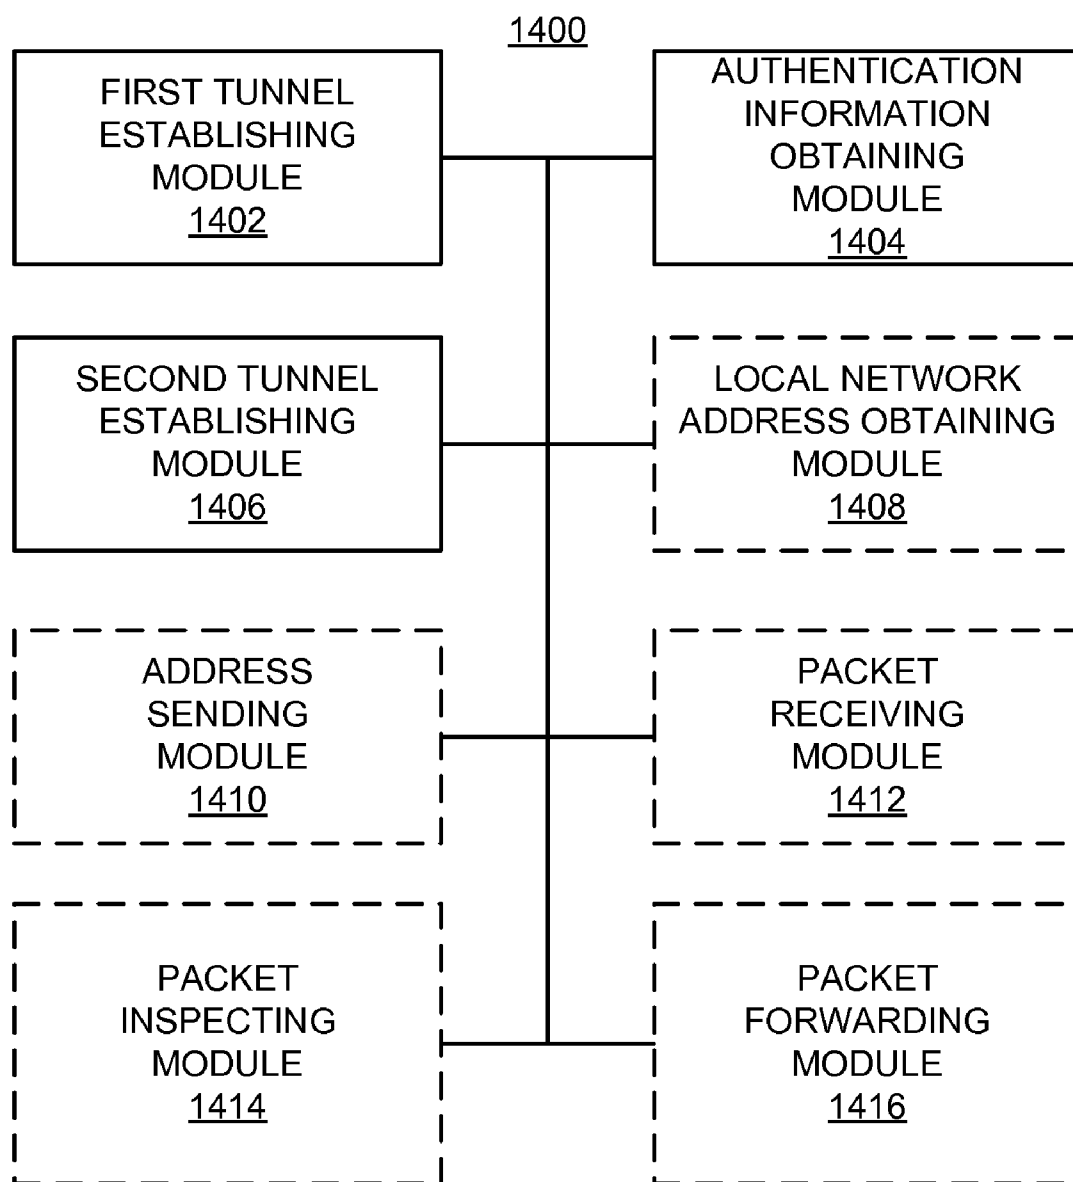 1400
FIRST TUNNEL
ESTABLISHING
MODULE
1402
AUTHENTICATION
INFORMATION
OBTAINING
MODULE
1404
SECOND TUNNEL
ESTABLISHING
MODULE
1406
LOCAL NETWORK
ADDRESS OBTAINING
MODULE
1408
ADDRESS
SENDING
MODULE
1410
PACKET
RECEIVING
MODULE
1412
PACKET
INSPECTING
MODULE
1414
PACKET
FORWARDING
MODULE
1416